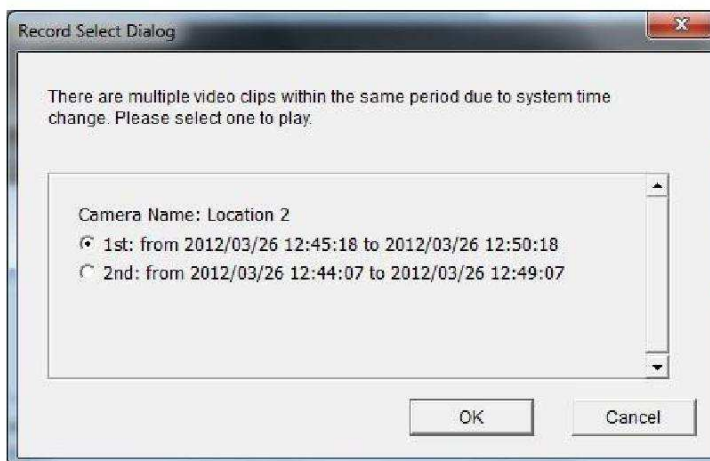 Record Select Dialog
There are multiple video clips within the same period due to system time
change. Please select one to play.
Camera Name: Location 2
1st: from 2012/03/26 12:45:18 to 2012/03/26 12:50:18
2nd: from 2012/03/26 12:44:07 to 2012/03/26 12:49:07
OK Cancel